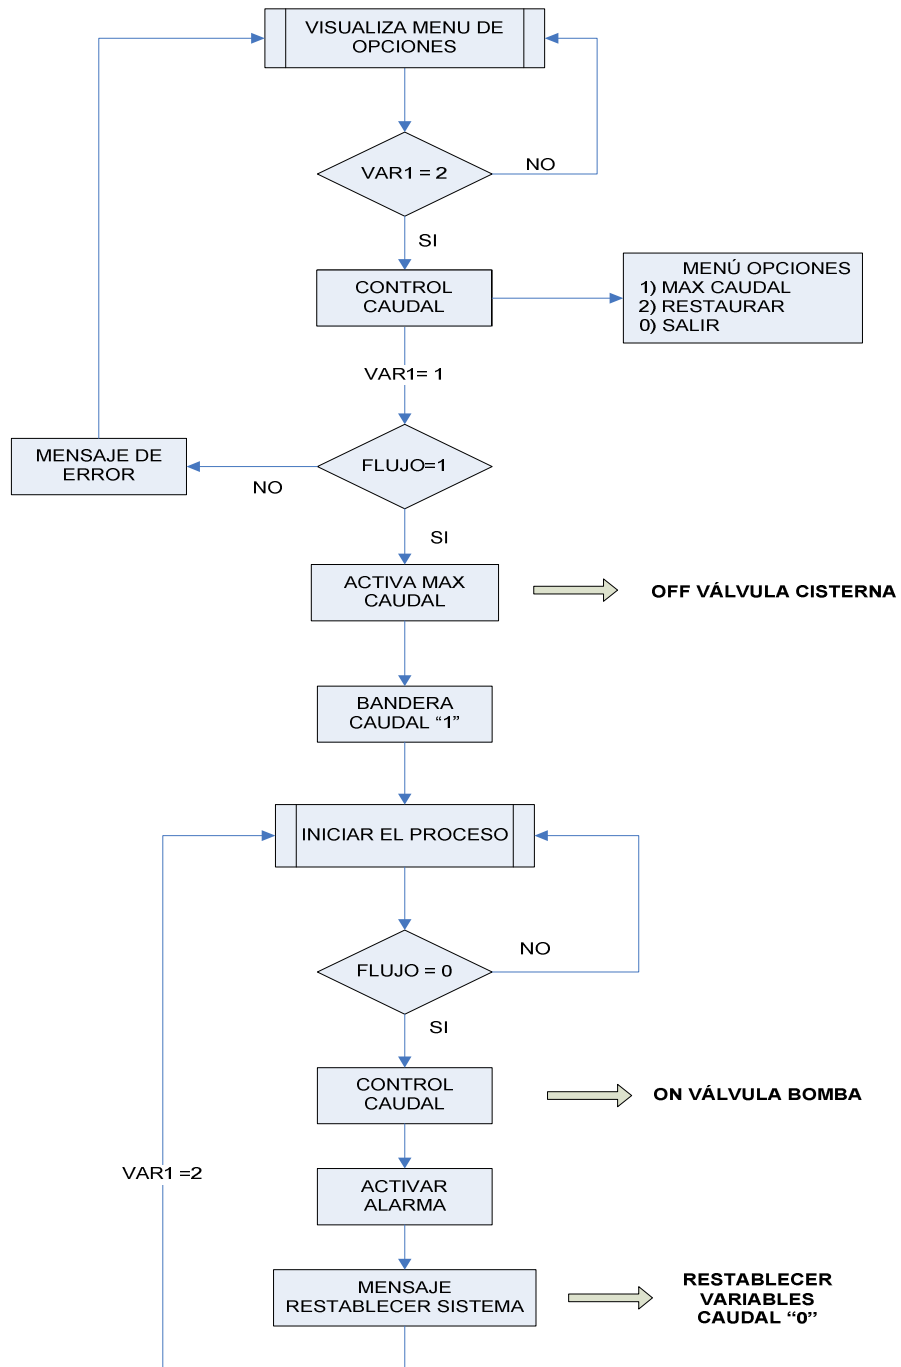 VISUALIZA MENU DE
OPCIONES
VAR1 = 2
NO
SI
CONTROL
CAUDAL
MENÚ OPCIONES
1) MAX CAUDAL
2) RESTAURAR
0) SALIR
VAR1= 1
FLUJO=1
MENSAJE DE
ERROR
NO
SI
ACTIVA MAX
CAUDAL
OFF VÁLVULA CISTERNA
BANDERA
CAUDAL “1”
INICIAR EL PROCESO
FLUJO = 0
NO
SI
CONTROL
CAUDAL
ON VÁLVULA BOMBA
VAR1 =2
ACTIVAR
ALARMA
MENSAJE
RESTABLECER SISTEMA
RESTABLECER
VARIABLES
CAUDAL “0”